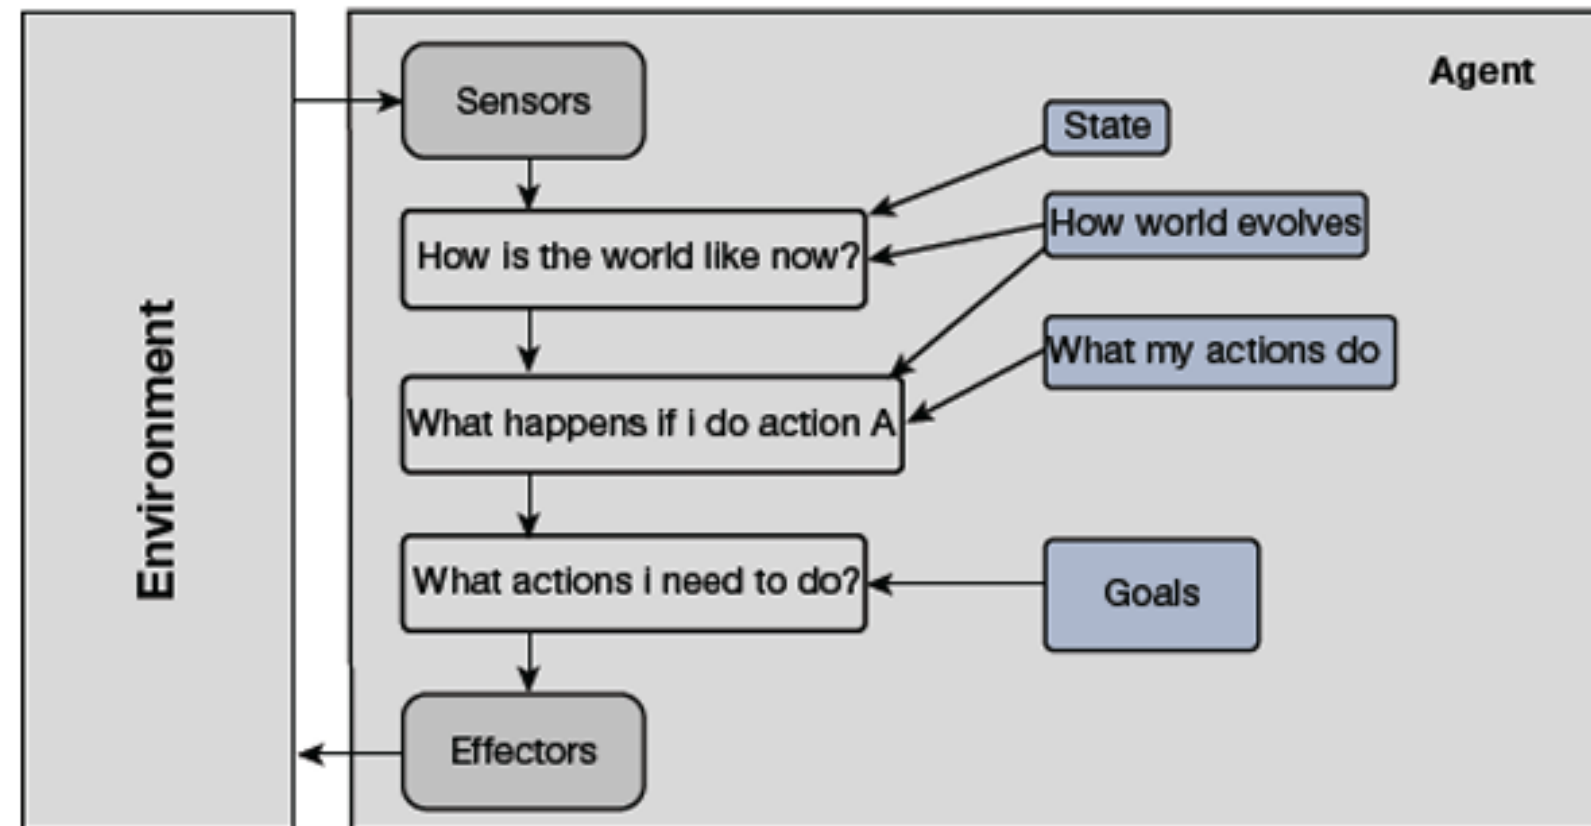 Agent
Sensors
State
How world evolves
How is the world like now?
What my actions do
What happens if i do action A
Environment
What actions i need to do?
Goals
Effectors